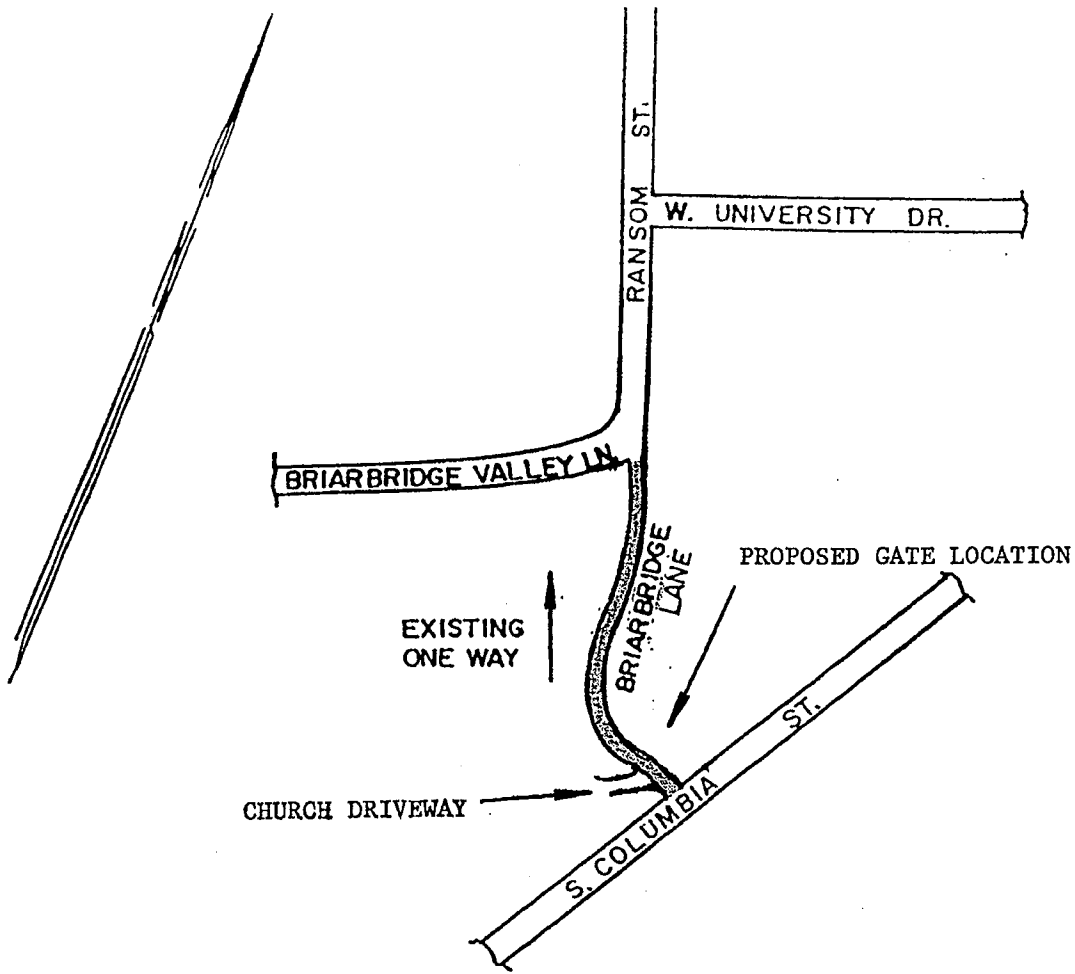 RANSOM ST.
W. UNIVERSITY DR.
BRIARBRIDGE VALLEY LN.
BRIARBRIDGE
LANE
PROPOSED GATE LOCATION
EXISTING
ONE WAY
CHURCH DRIVEWAY
S. COLUMBIA ST.